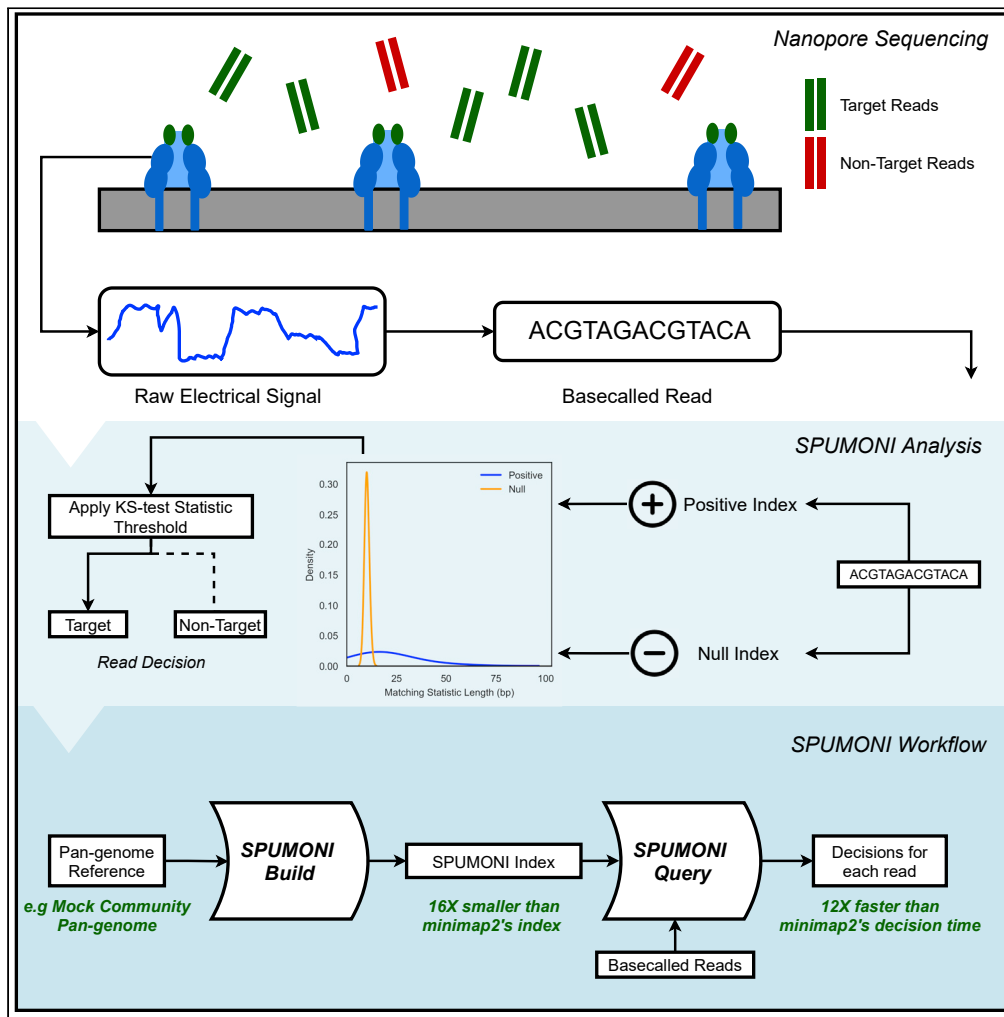 Nanopore Sequencing
Target Reads
Non-Target Reads
ACGTAGACGTACA
Raw Electrical Signal
Basecalled Read
SPUMONI Analysis
Apply KS-test Statistic
Threshold
Target
Non-Target
Read Decision
Positive
Null
0.30
0.25
0.20
0.15
0.10
0.05
0.00
Density
0
25
50
75
100
Matching Statistic Length (bp)
Positive Index
ACGTAGACGTACA
Null Index
SPUMONI Workflow
Pan-genome
Reference
e.g Mock Community
Pan-genome
SPUMONI
Build
SPUMONI Index
16X smaller than
minimap2's index
SPUMONI
Query
Basecalled Reads
Decisions for
each read
12X faster than
minimap2's decision time